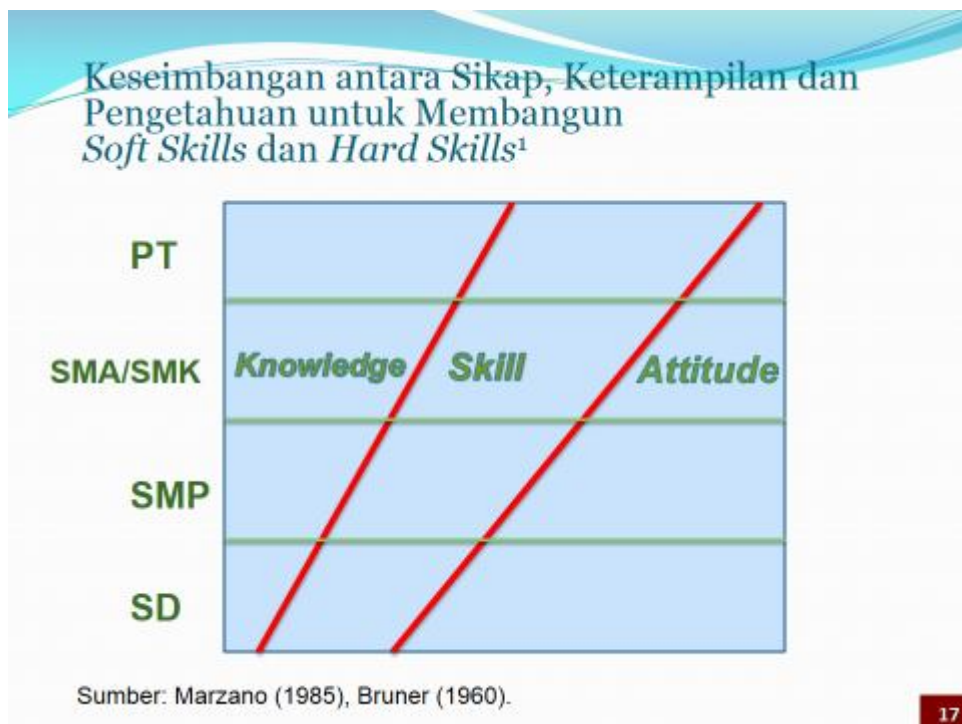 Keseimbangan antara Sikap, Keterampilan dan
Pengetahuan untuk Membangun
Soft Skills dan Hard Skills¹
PT
SMA/SMK
Knowledge
Skill
Attitude
SMP
SD
Sumber: Marzano (1985), Bruner (1960).
17